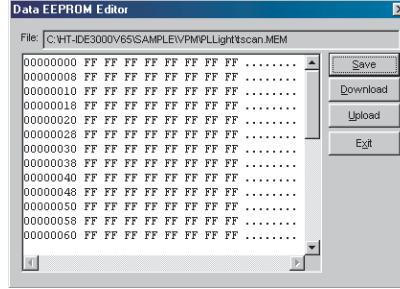 Data EEPROM Editor
File: C:\HT-IDE3000V65\SAMPLE\VPM\PLLight\tscan.MEM
00000000 FF FF FF FF FF FF FF FF ........
00000008 FF FF FF FF FF FF FF FF ........
00000010 FF FF FF FF FF FF FF FF ........
00000018 FF FF FF FF FF FF FF FF ........
00000020 FF FF FF FF FF FF FF FF ........
00000028 FF FF FF FF FF FF FF FF ........
00000030 FF FF FF FF FF FF FF FF ........
00000038 FF FF FF FF FF FF FF FF ........
00000040 FF FF FF FF FF FF FF FF ........
00000048 FF FF FF FF FF FF FF FF ........
00000050 FF FF FF FF FF FF FF FF ........
00000058 FF FF FF FF FF FF FF FF ........
00000060 FF FF FF FF FF FF FF FF ........
Save
Download
Upload
Exit